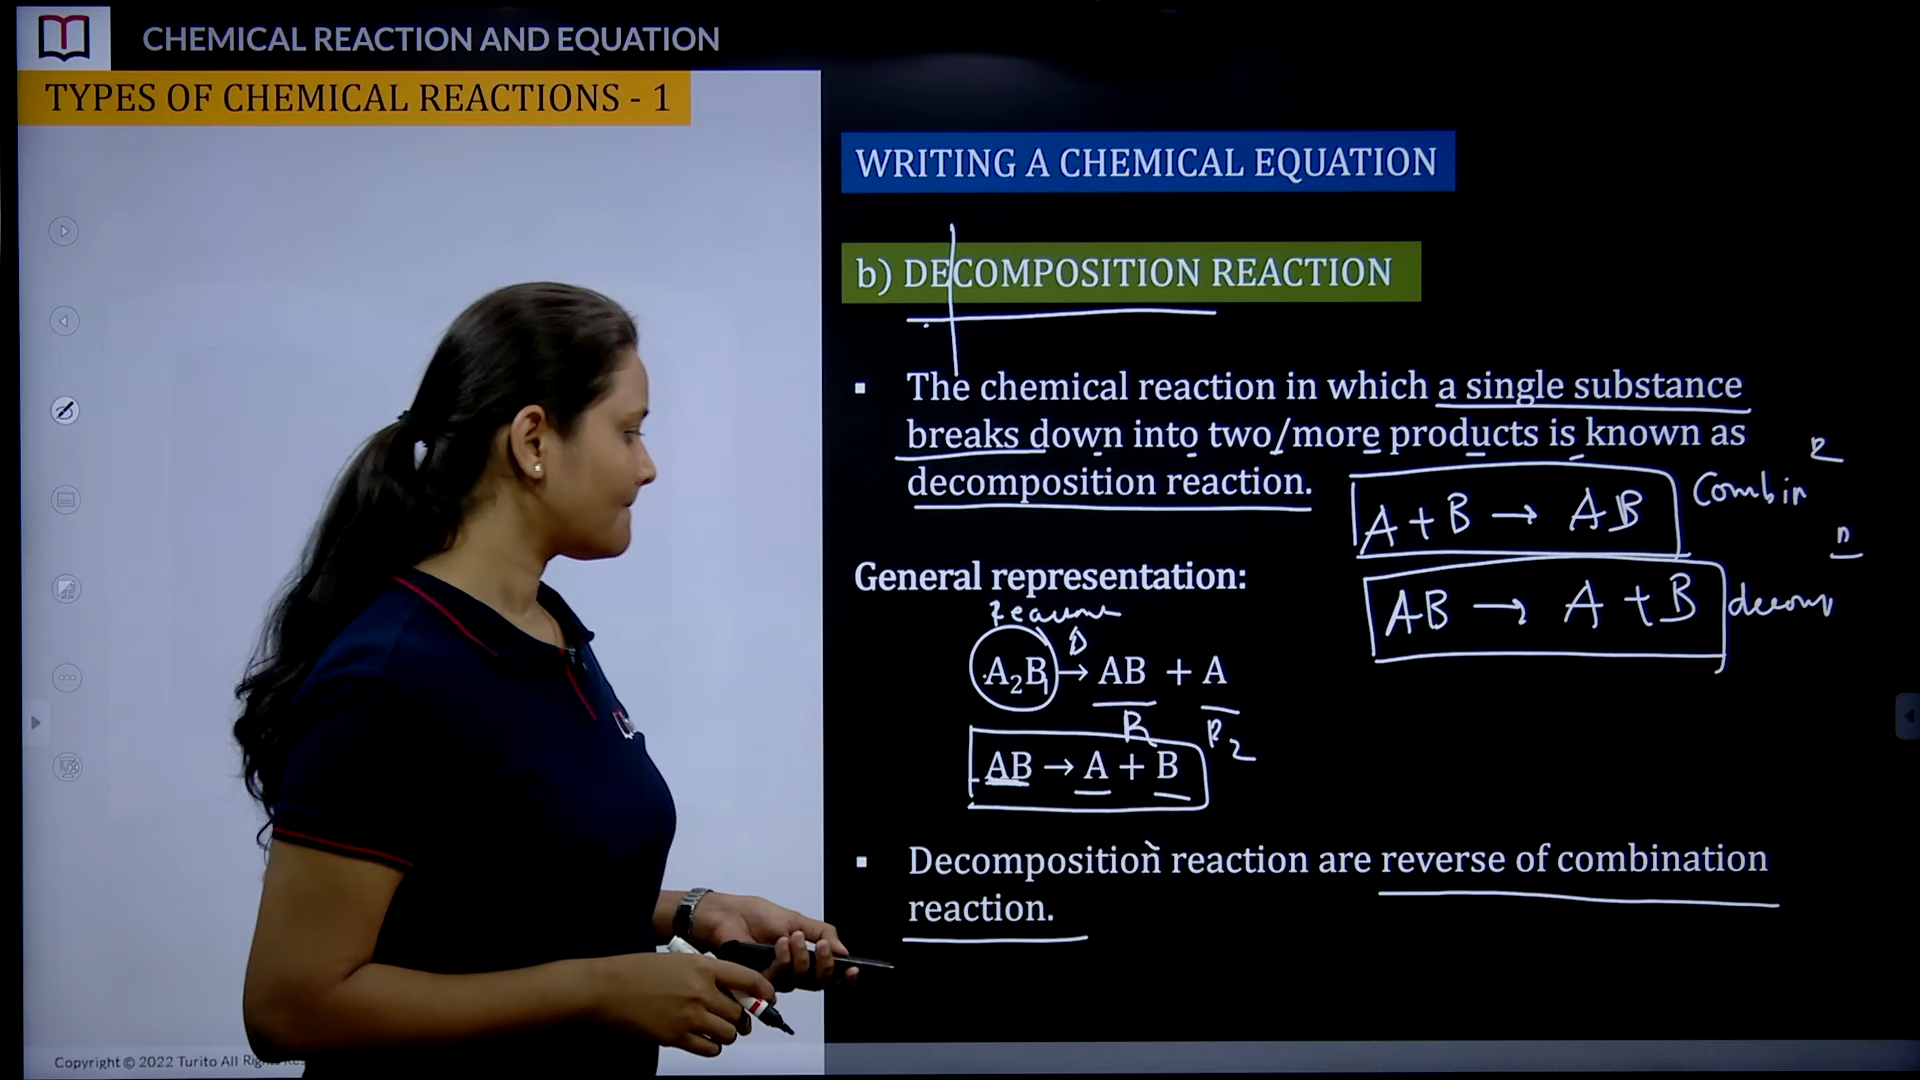 CHEMICAL REACTION AND EQUATION
TYPES OF CHEMICAL REACTIONS - 1
WRITING A CHEMICAL EQUATION
b) DECOMPOSITION REACTION
▪ The chemical reaction in which a single substance
breaks down into two/more products is known as
decomposition reaction.
A + B → AB Combin
General representation:
AB → A + B decom
A₂B → AB + A
AB → A + B
▪ Decomposition reaction are reverse of combination
reaction.
Copyright © 2022 Turito All Rig